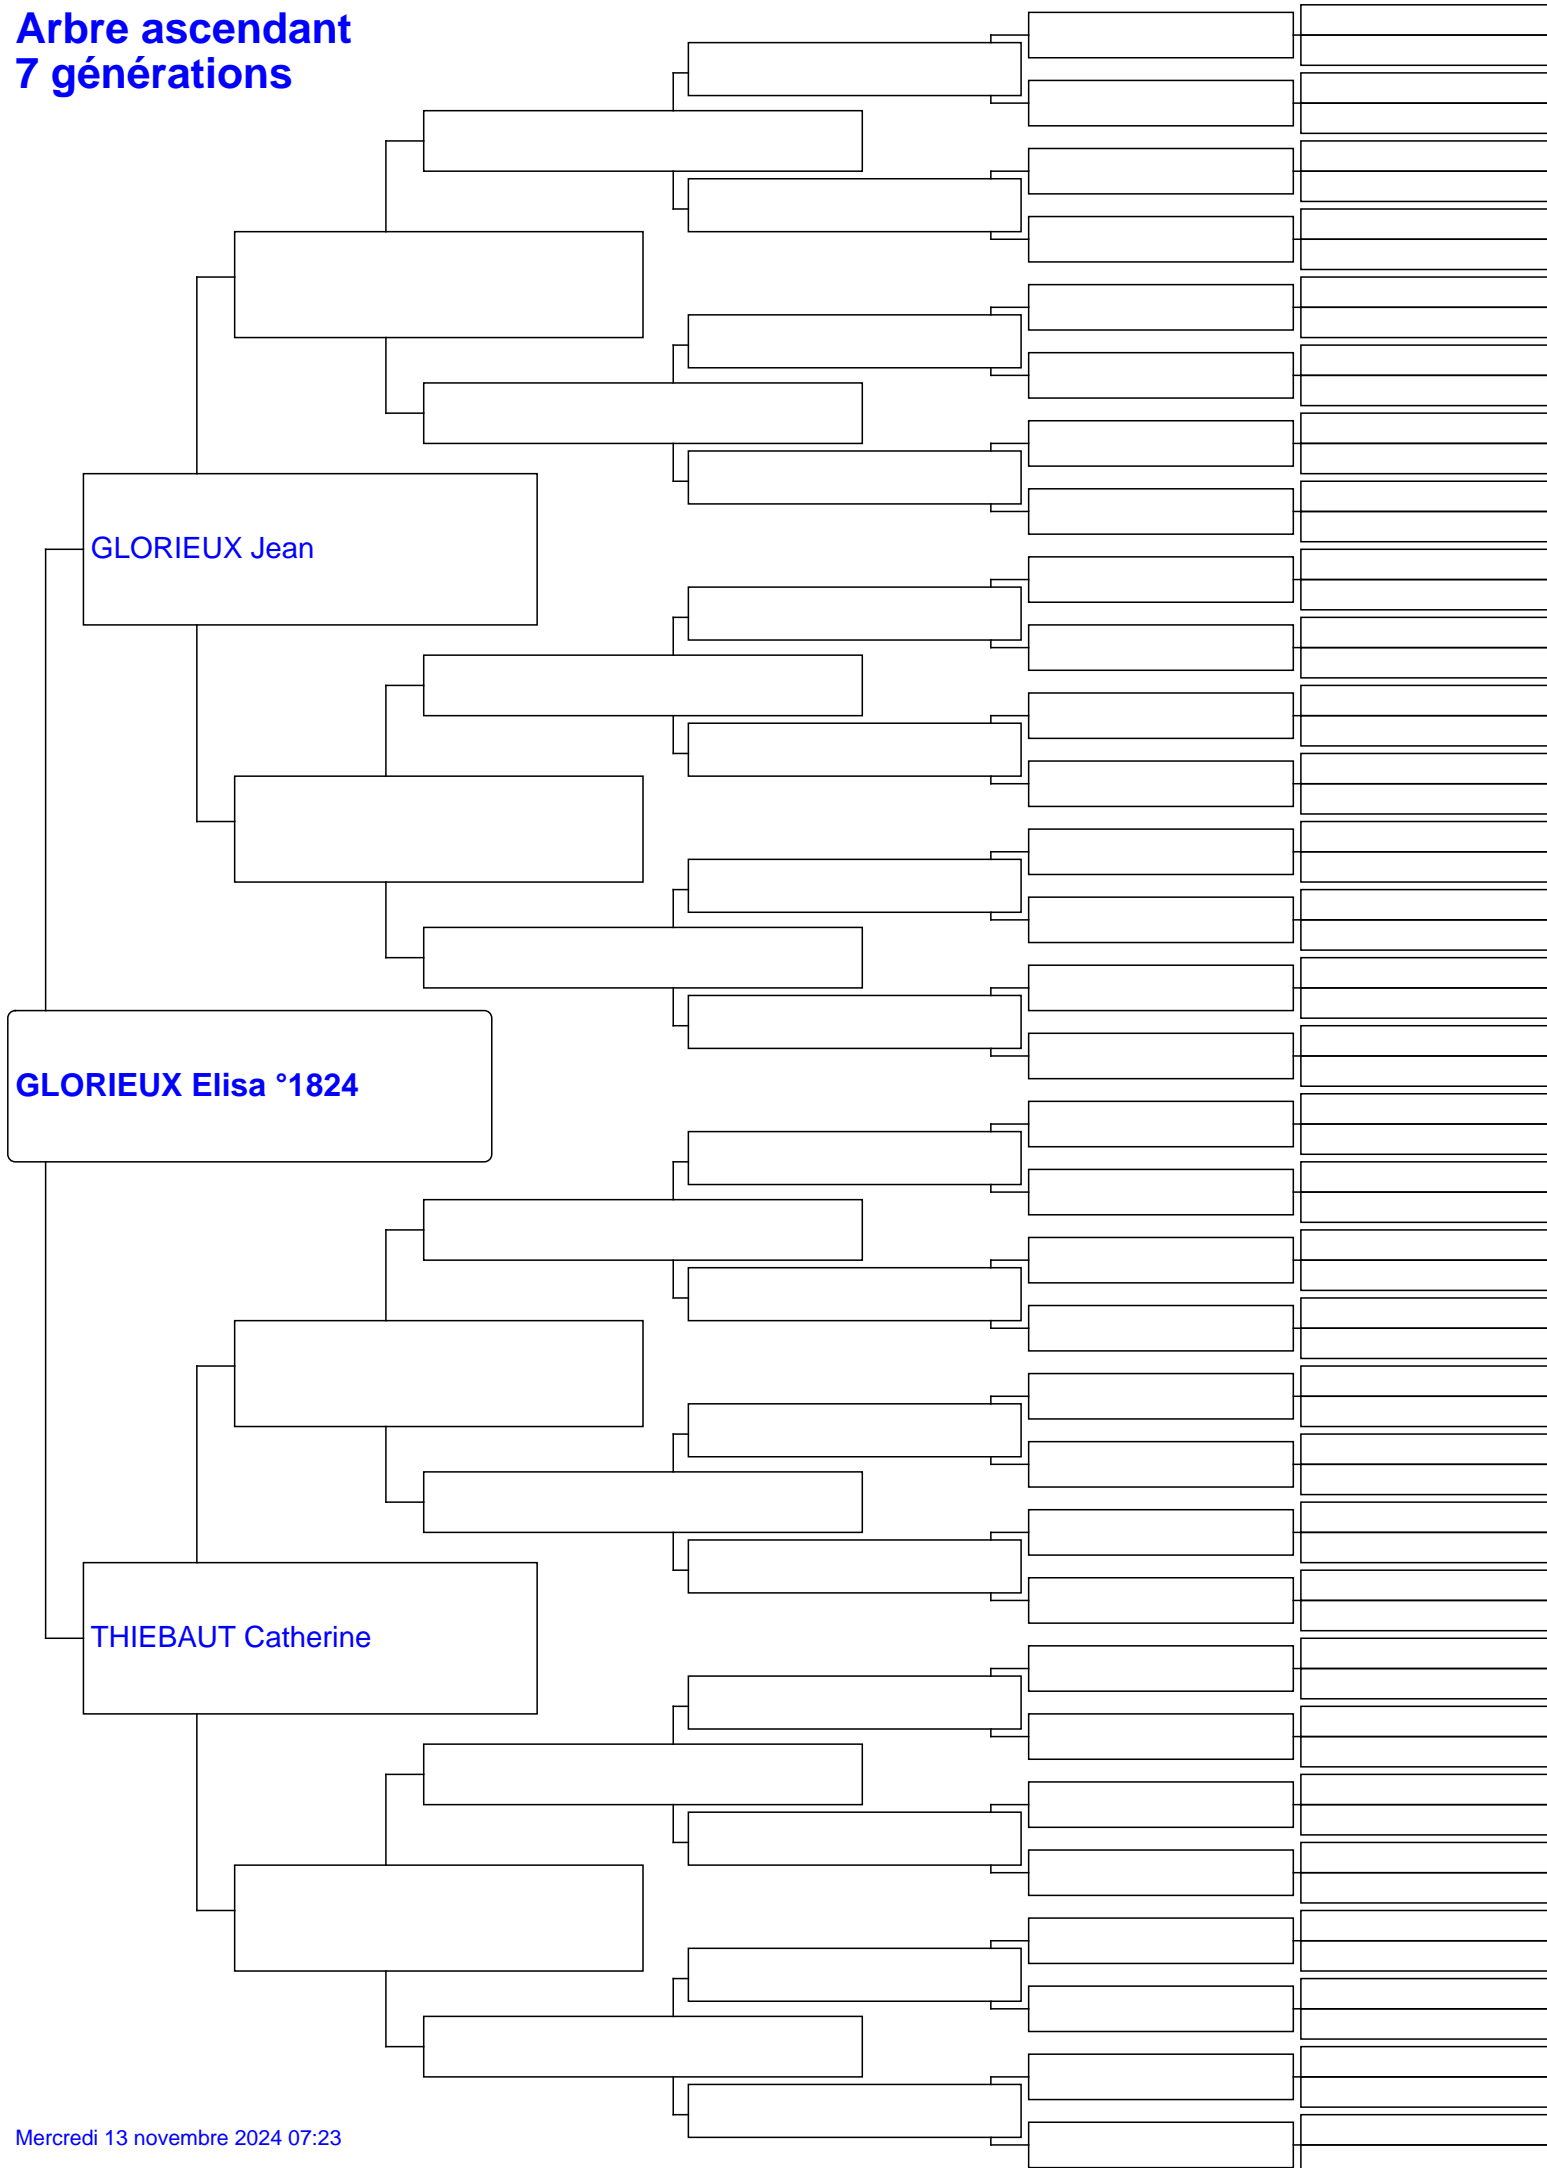 Arbre ascendant
7 générations
GLORIEUX Jean
GLORIEUX Elisa °1824
THIEBAUT Catherine
Mercredi 13 novembre 2024 07:23